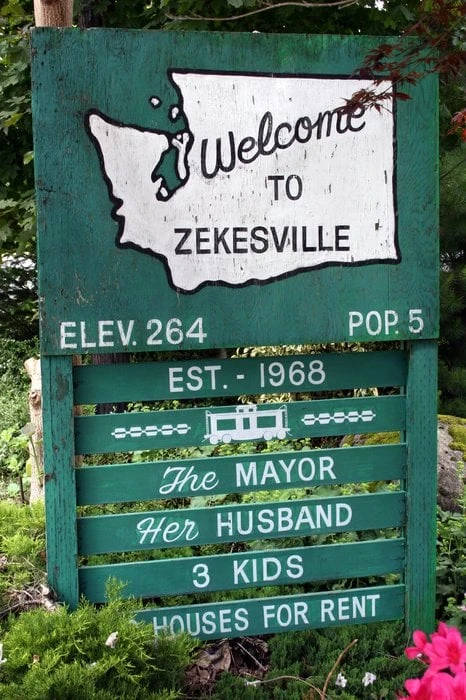 Welcome
TO
ZEKESVILLE
ELEV. 264 POP. 5
EST. - 1968
The MAYOR
Her HUSBAND
3 KIDS
HOUSES FOR RENT